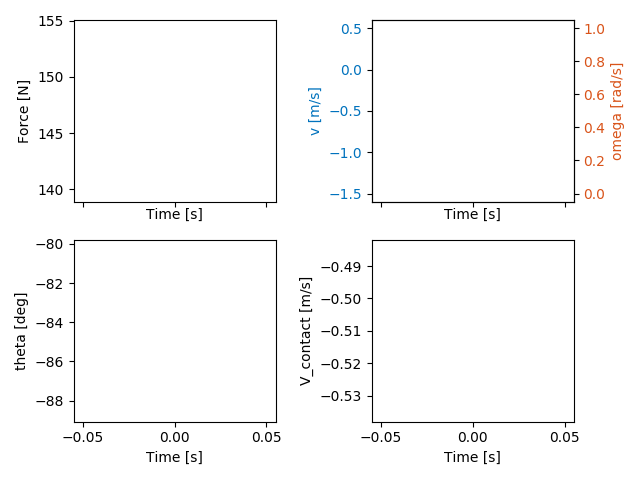 155
150
145
140
Force [N]
Time [s]
0.5
0.0
−0.5
−1.0
−1.5
v [m/s]
1.0
0.8
0.6
0.4
0.2
0.0
omega [rad/s]
Time [s]
−80
−82
−84
−86
−88
theta [deg]
−0.05 0.00 0.05
Time [s]
−0.49
−0.50
−0.51
−0.52
−0.53
V_contact [m/s]
−0.05 0.00 0.05
Time [s]